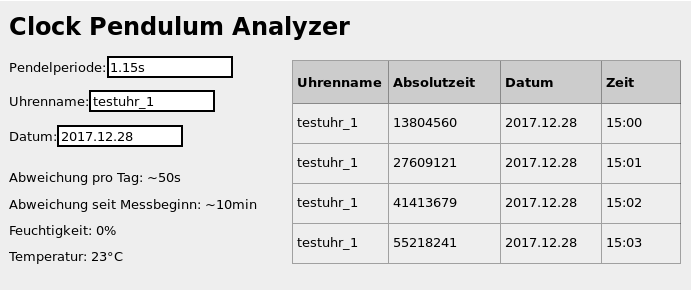 Clock Pendulum Analyzer
Pendelperiode: 1.15s
Uhrenname: testuhr_1
Datum: 2017.12.28
Abweichung pro Tag: ~50s
Abweichung seit Messbeginn: ~10min
Feuchtigkeit: 0%
Temperatur: 23°C
Uhrenname Absolutzeit Datum Zeit
testuhr_1 13804560 2017.12.28 15:00
testuhr_1 27609121 2017.12.28 15:01
testuhr_1 41413679 2017.12.28 15:02
testuhr_1 55218241 2017.12.28 15:03